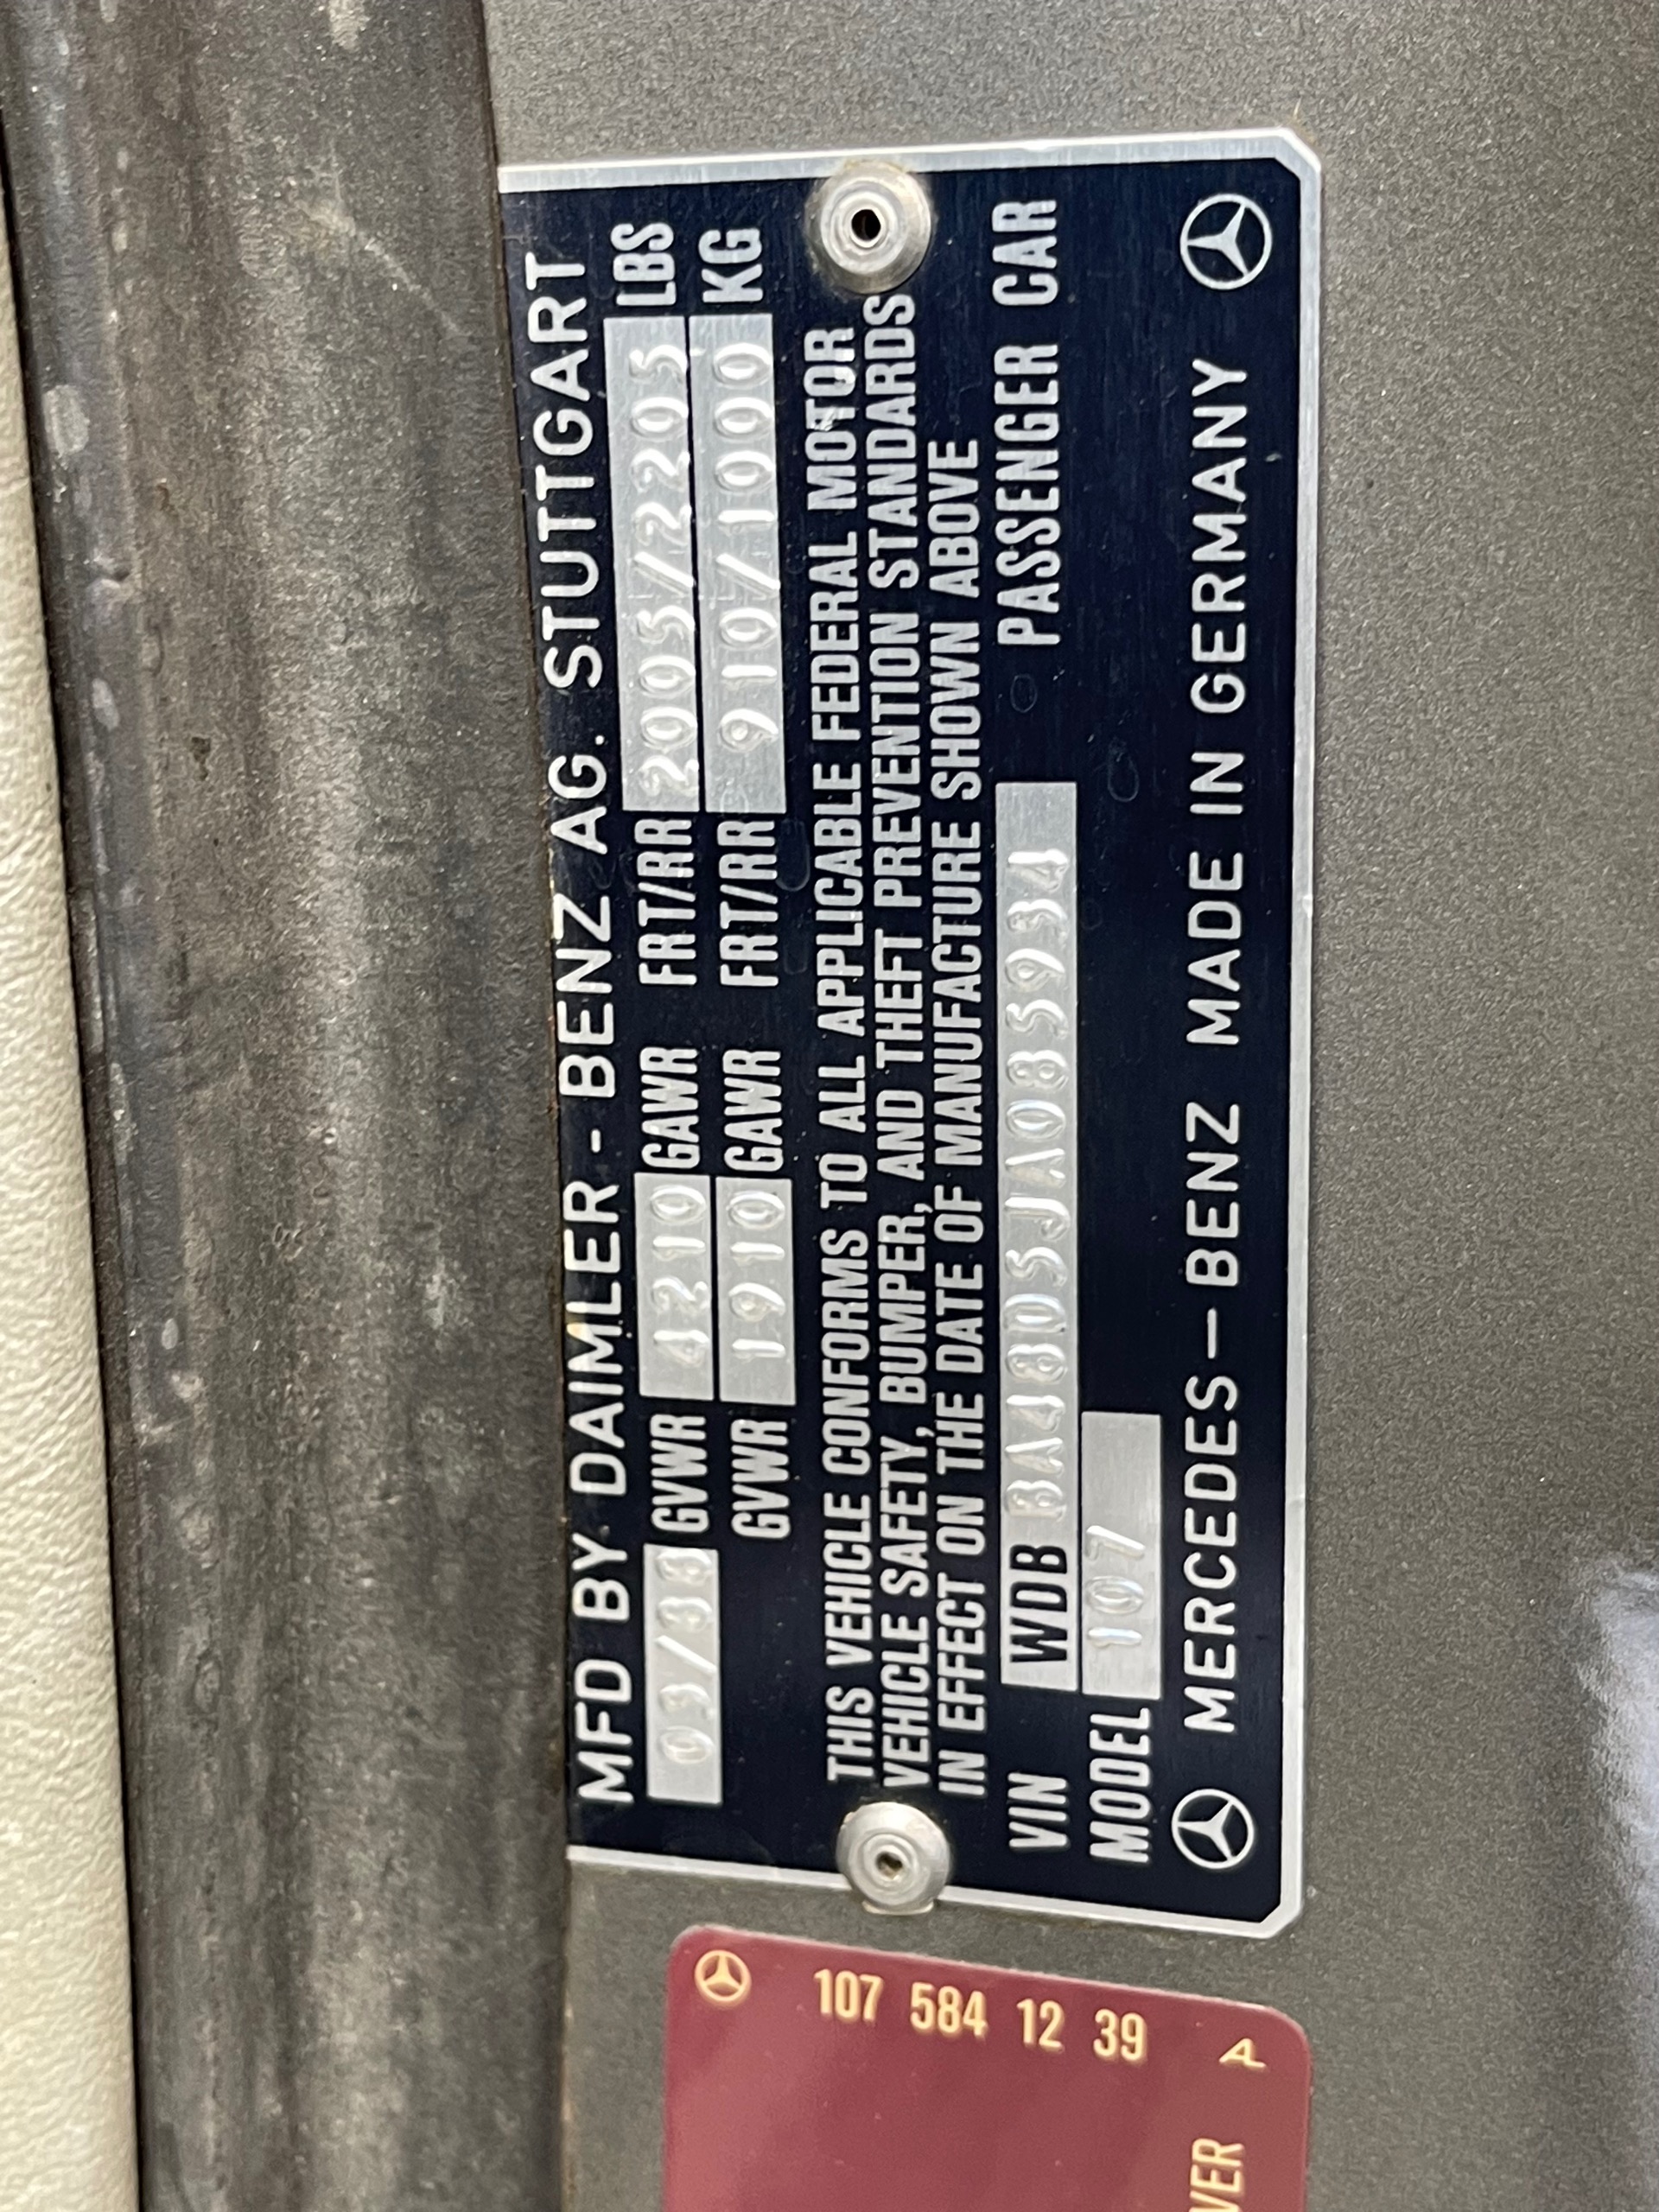 MFD BY DAIMLER - BENZ AG. STUTTGART
03/88 GVWR 4210 GAWR FRT/RR 2005/2205 LBS
GVWR 1910 GAWR FRT/RR 910/1000 KG
THIS VEHICLE CONFORMS TO ALL APPLICABLE FEDERAL MOTOR
VEHICLE SAFETY, BUMPER, AND THEFT PREVENTION STANDARDS
IN EFFECT ON THE DATE OF MANUFACTURE SHOWN ABOVE
VIN WDB BA48D5JA085934 PASSENGER CAR
MODEL 107
MERCEDES-BENZ MADE IN GERMANY
107 584 12 39
A